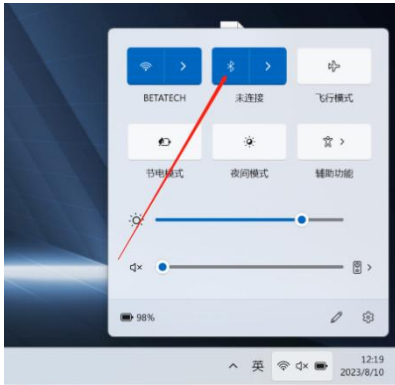 BETATECH
未连接
飞行模式
节电模式
夜间模式
辅助功能
98%
英
12:19
2023/8/10